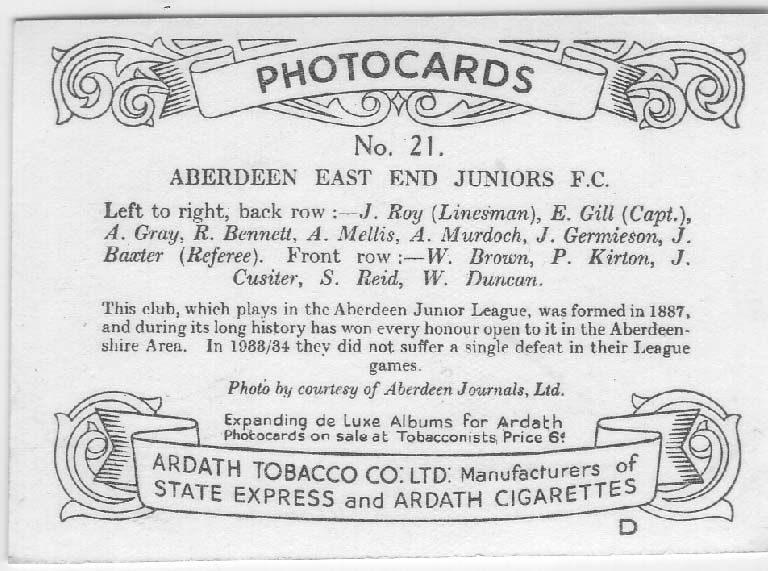 PHOTOCARDS
No. 21.
ABERDEEN EAST END JUNIORS F.C.
Left to right, back row :—J. Roy (Linesman), E. Gill (Capt.),
A. Gray, R. Bennett, A. Mellis, A. Murdoch, J. Germieson, J.
Baxter (Referee). Front row :—W. Brown, P. Kirton, J.
Cusiter, S. Reid, W. Duncan.
This club, which plays in the Aberdeen Junior League, was formed in 1887,
and during its long history has won every honour open to it in the Aberdeen-
shire Area. In 1933/34 they did not suffer a single defeat in their League
games.
Photo by courtesy of Aberdeen Journals, Ltd.
Expanding de Luxe Albums for Ardath
Photocards on sale at Tobacconists, Price 6d
ARDATH TOBACCO CO: LTD: Manufacturers of
STATE EXPRESS and ARDATH CIGARETTES
D